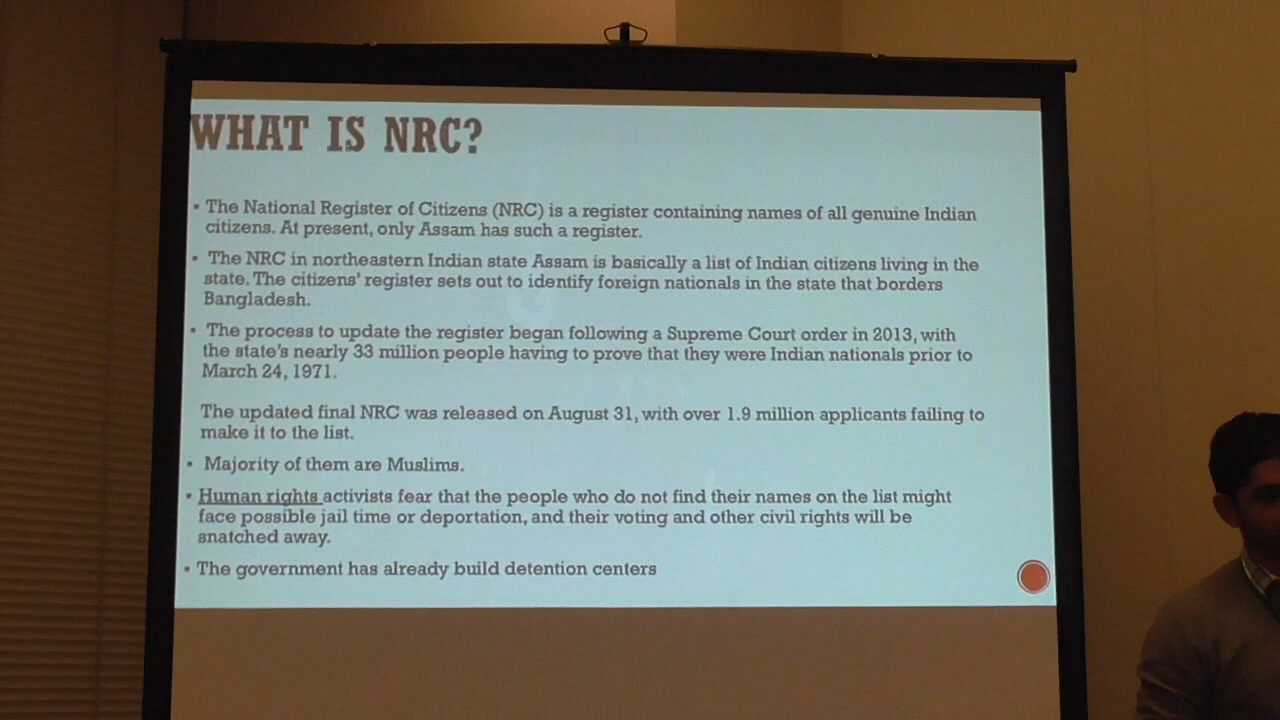 WHAT IS NRC?
▪ The National Register of Citizens (NRC) is a register containing names of all genuine Indian
citizens. At present, only Assam has such a register.
▪ The NRC in northeastern Indian state Assam is basically a list of Indian citizens living in the
state. The citizens' register sets out to identify foreign nationals in the state that borders
Bangladesh.
▪ The process to update the register began following a Supreme Court order in 2013, with
the state's nearly 33 million people having to prove that they were Indian nationals prior to
March 24, 1971.
The updated final NRC was released on August 31, with over 1.9 million applicants failing to
make it to the list.
▪ Majority of them are Muslims.
▪ Human rights activists fear that the people who do not find their names on the list might
face possible jail time or deportation, and their voting and other civil rights will be
snatched away.
▪ The government has already build detention centers